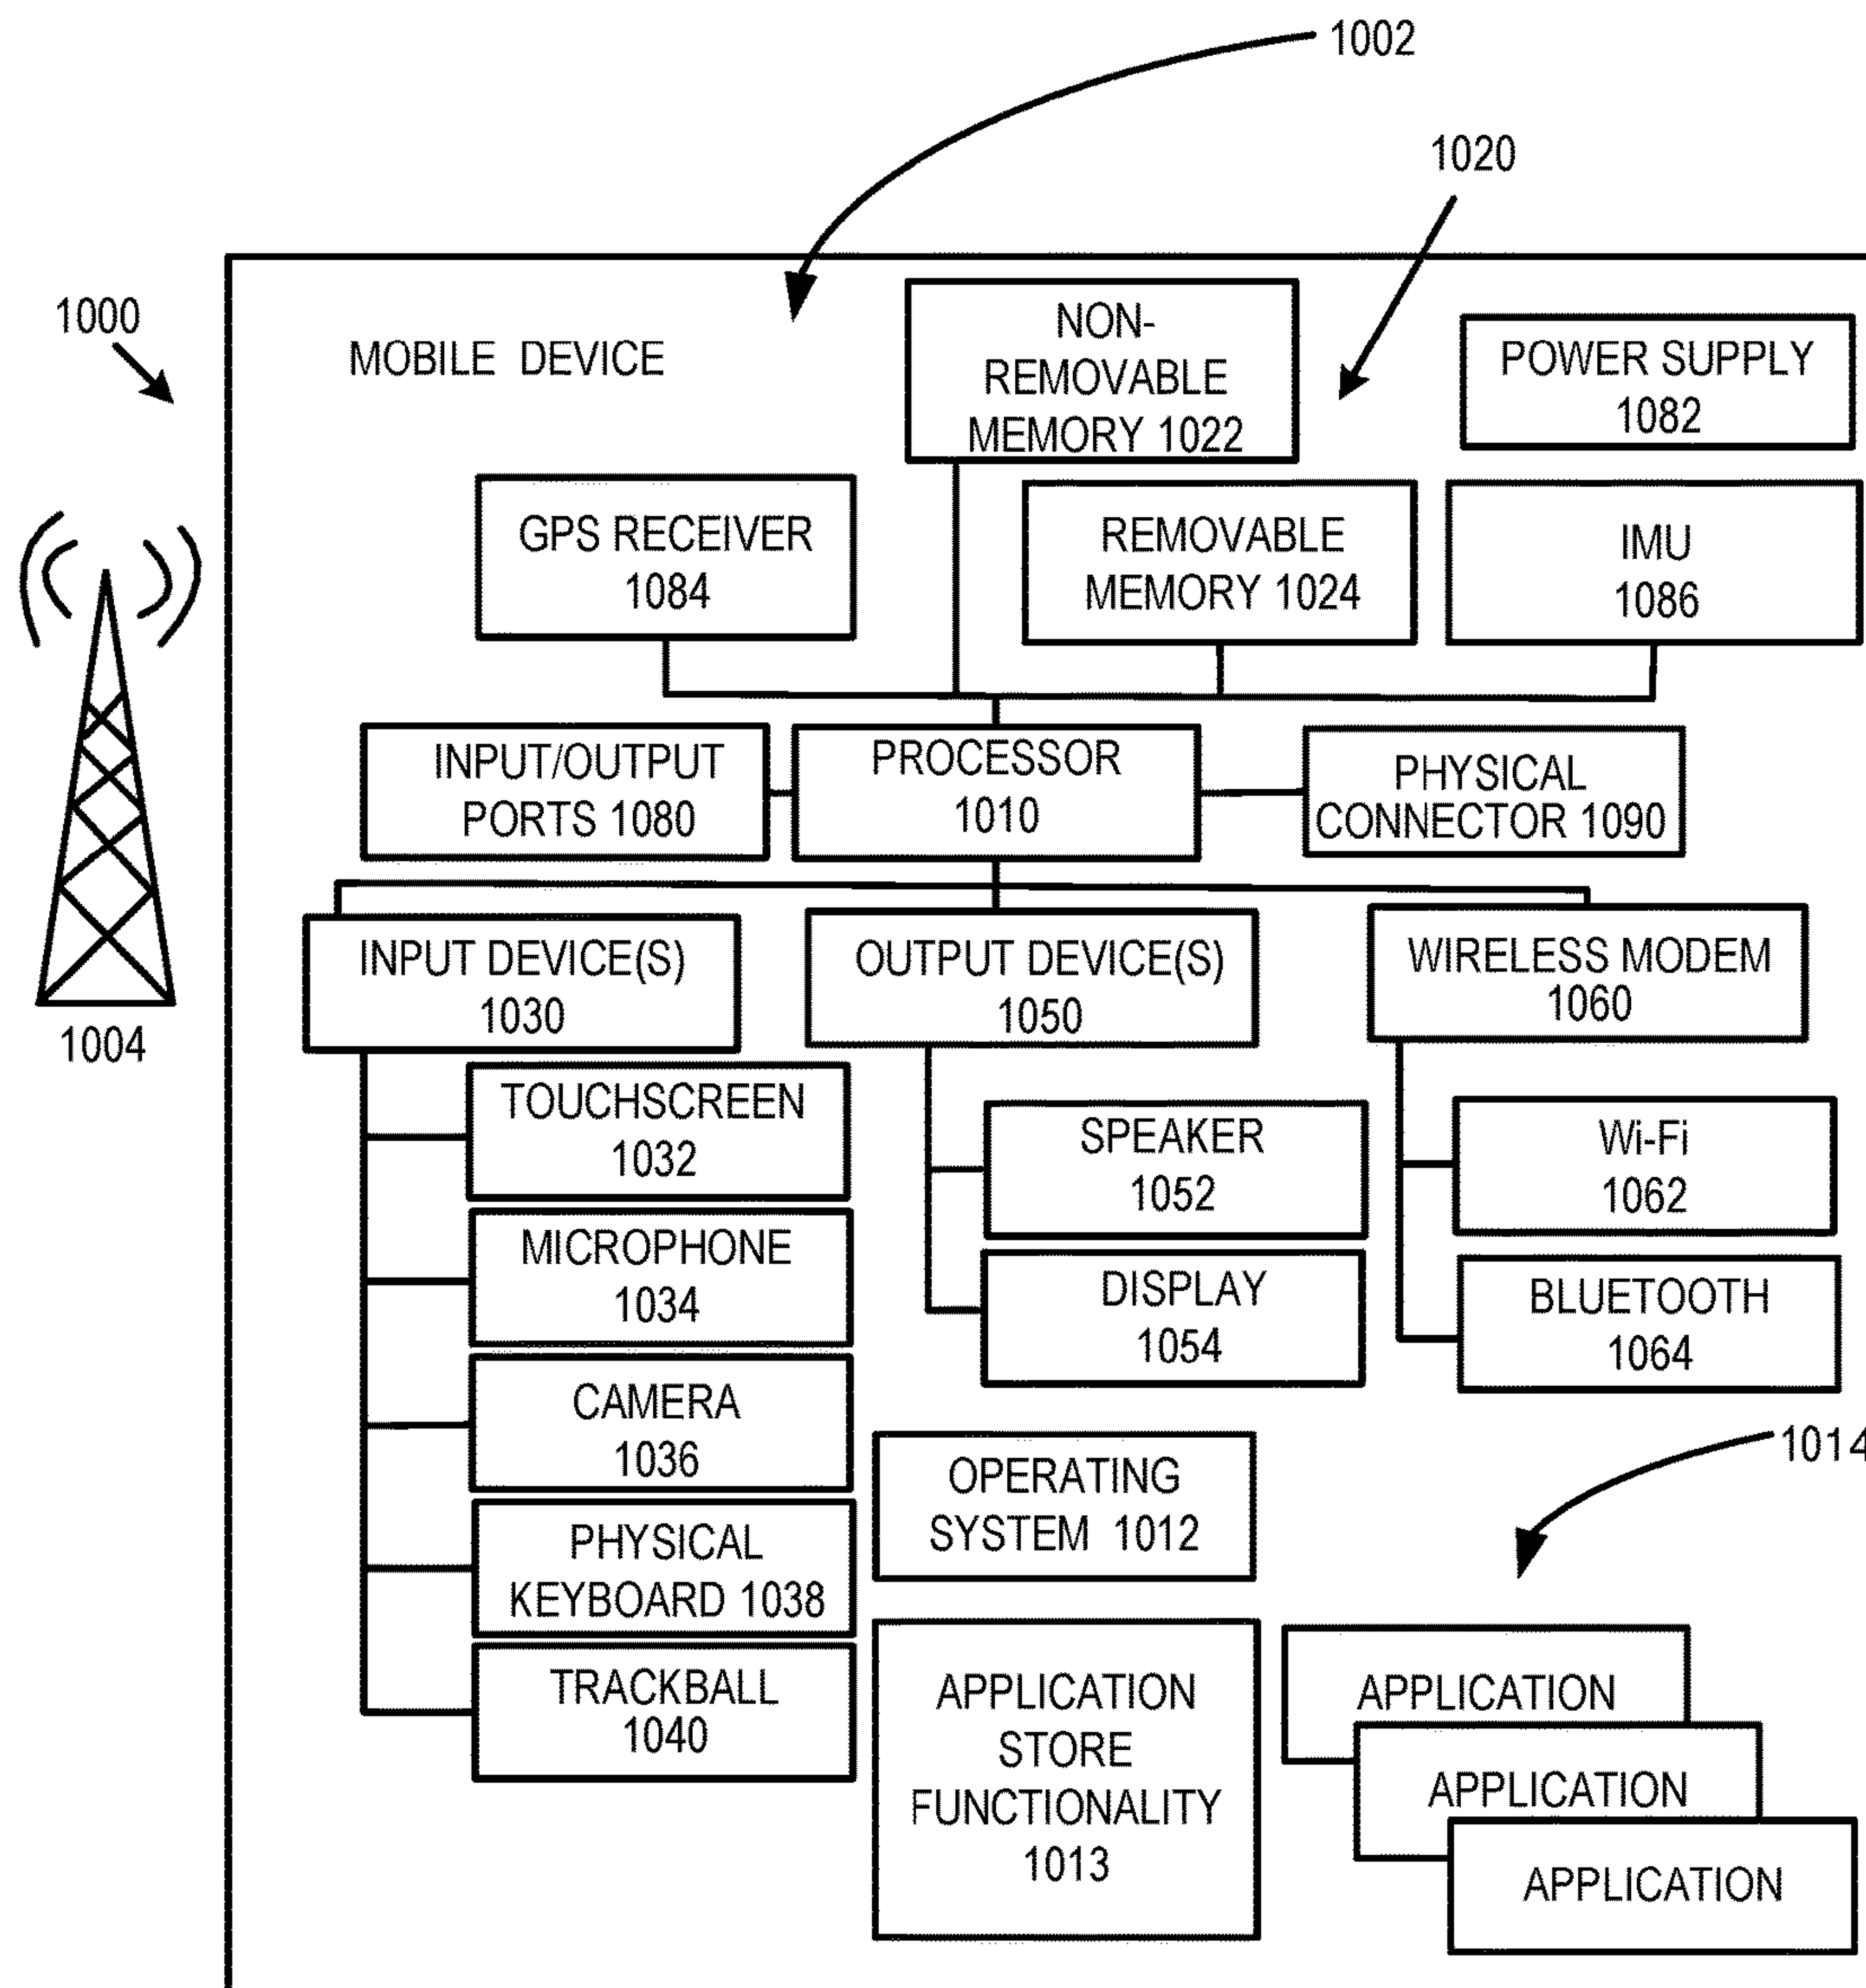 1002
1020
1000
MOBILE DEVICE
NON-
REMOVABLE
MEMORY 1022
POWER SUPPLY
1082
GPS RECEIVER
1084
REMOVABLE
MEMORY 1024
IMU
1086
INPUT/OUTPUT
PORTS 1080
PROCESSOR
1010
PHYSICAL
CONNECTOR 1090
1004
INPUT DEVICE(S)
1030
OUTPUT DEVICE(S)
1050
WIRELESS MODEM
1060
TOUCHSCREEN
1032
MICROPHONE
1034
CAMERA
1036
PHYSICAL
KEYBOARD 1038
TRACKBALL
1040
SPEAKER
1052
DISPLAY
1054
Wi-Fi
1062
BLUETOOTH
1064
OPERATING
SYSTEM 1012
1014
APPLICATION
STORE
FUNCTIONALITY
1013
APPLICATION
APPLICATION
APPLICATION